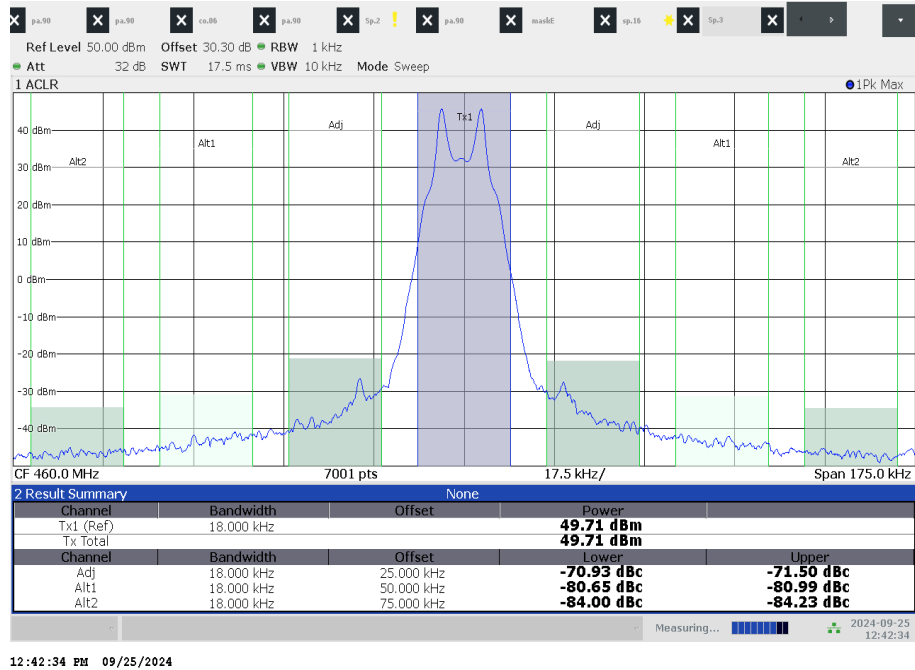 pa.90 pa.90 co.06 pa.90 Sp.2 pa.90 maskE sp.16 Sp.3
Ref Level 50.00 dBm Offset 30.30 dB RBW 1 kHz
Att 32 dB SWT 17.5 ms VBW 10 kHz Mode Sweep
1 ACLR 1Pk Max
Tx1
Adj Adj
40 dBm
Alt1 Alt1
Alt2 Alt2
30 dBm
20 dBm
10 dBm
0 dBm
-10 dBm
-20 dBm
-30 dBm
-40 dBm
CF 460.0 MHz 7001 pts 17.5 kHz/ Span 175.0 kHz
2 Result Summary None
Channel Bandwidth Offset Power
Tx1 (Ref) 18.000 kHz 49.71 dBm
Tx Total 49.71 dBm
Channel Bandwidth Offset Lower Upper
Adj 18.000 kHz 25.000 kHz -70.93 dBc -71.50 dBc
Alt1 18.000 kHz 50.000 kHz -80.65 dBc -80.99 dBc
Alt2 18.000 kHz 75.000 kHz -84.00 dBc -84.23 dBc
Measuring... 2024-09-25
12:42:34
12:42:34 PM 09/25/2024